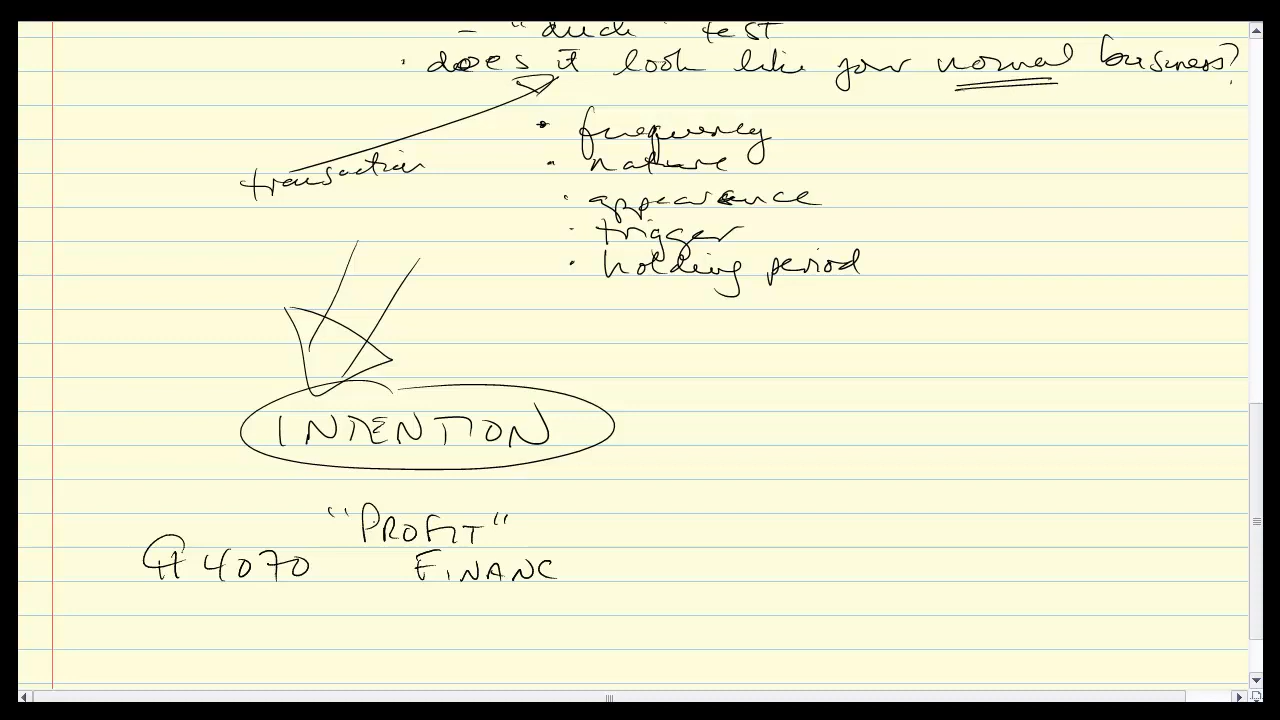 - "duck" test
· does it look like your normal business?
· frequency
transaction
· nature
· appearance
· trigger
· holding period
INTENTION
"PROFIT"
4070 FINANC